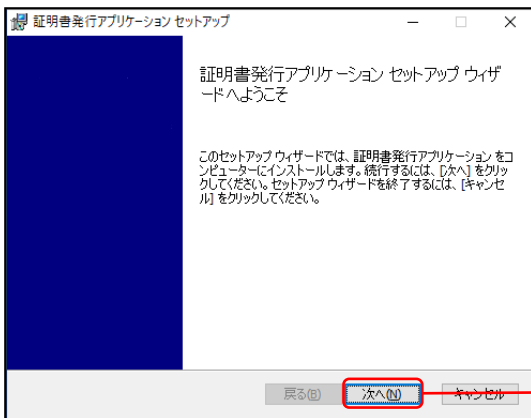 証明書発行アプリケーション セットアップ
証明書発行アプリケーション セットアップ ウィザ
ードへようこそ
このセットアップ ウィザードでは、証明書発行アプリケーション をコ
ンピューターにインストールします。続行するには、[次へ] をクリッ
クしてください。セットアップ ウィザードを終了するには、[キャンセ
ル] をクリックしてください。
戻る(B) 次へ(N) キャンセル